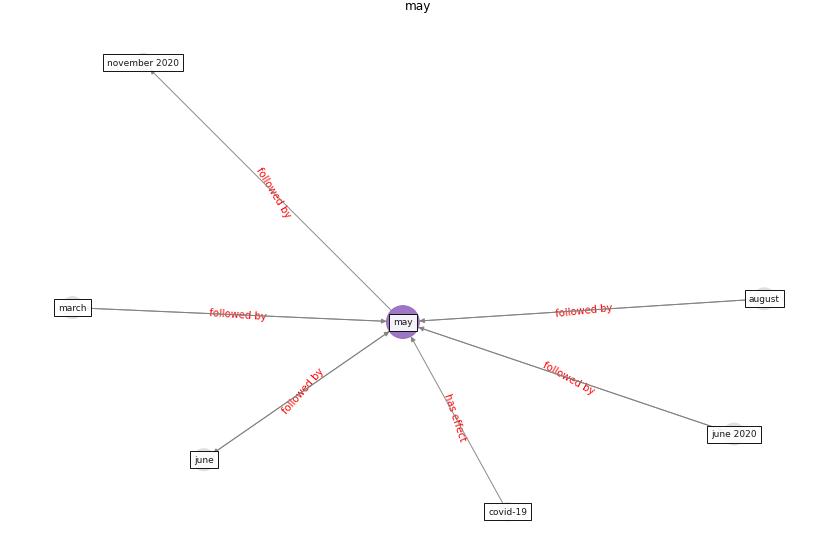 may
november 2020
followed by
august
march
followed by
followed by
may
followed by
followed by
has effect
june 2020
june
covid-19